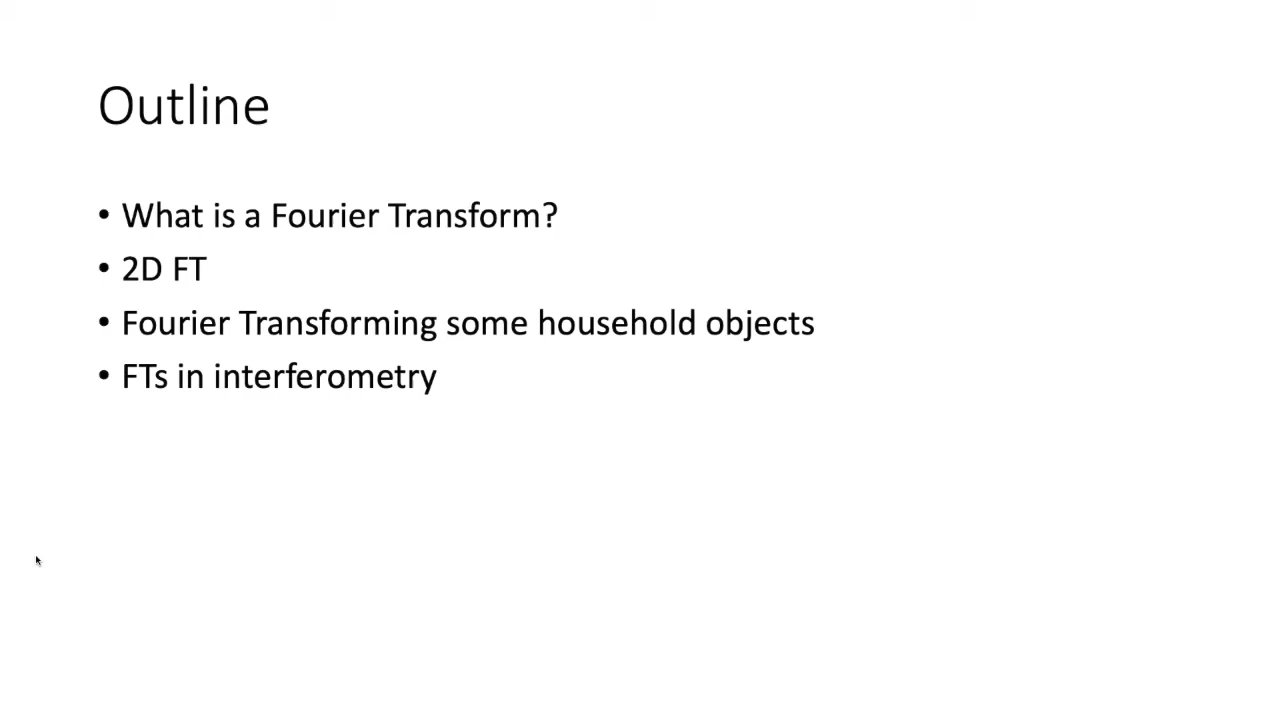 Outline
• What is a Fourier Transform?
• 2D FT
• Fourier Transforming some household objects
• FTs in interferometry